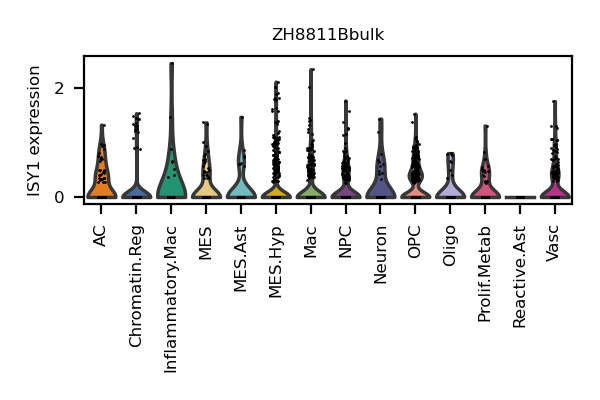 ZH8811Bbulk
ISY1 expression
2
0
AC
Chromatin.Reg
Inflammatory.Mac
MES
MES.Ast
MES.Hyp
Mac
NPC
Neuron
OPC
Oligo
Prolif.Metab
Reactive.Ast
Vasc